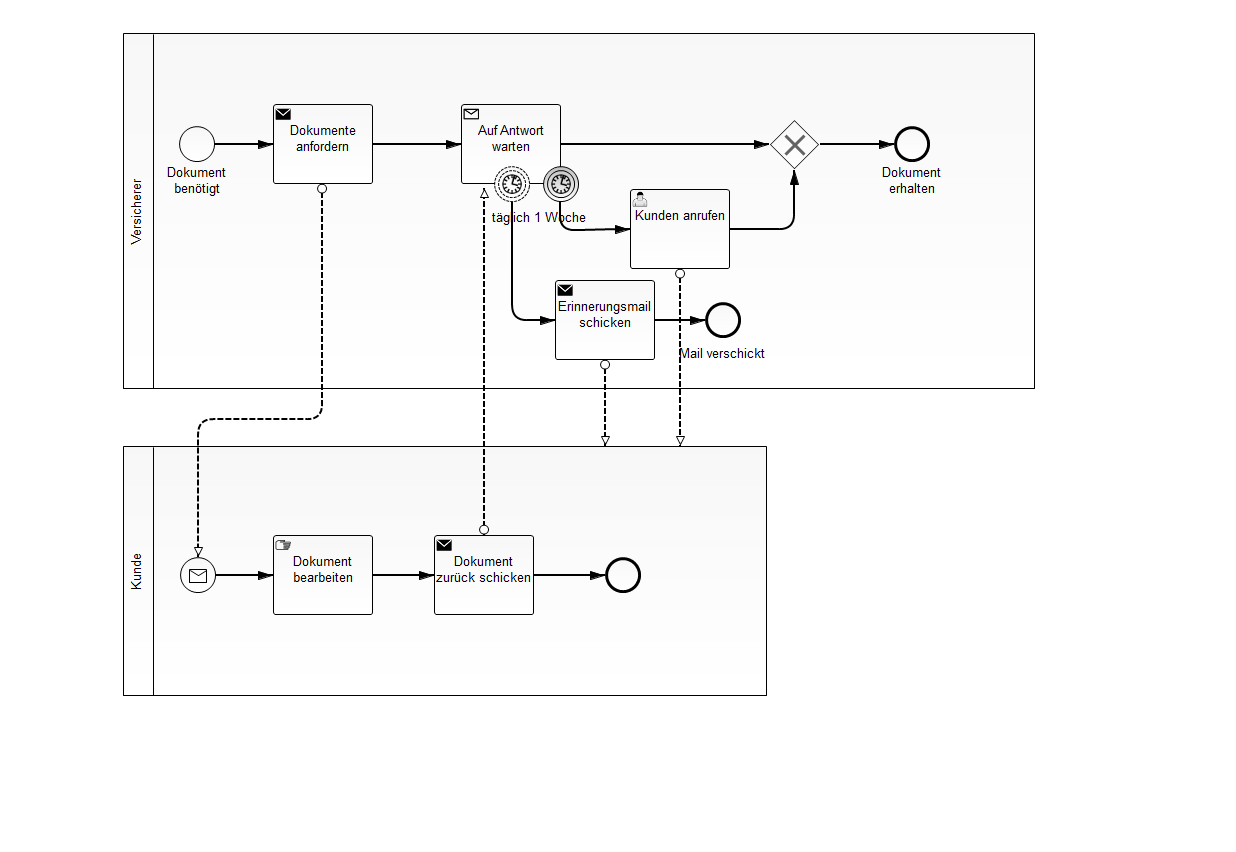 Versicherer
Dokument
benötigt
Dokumente
anfordern
Auf Antwort
warten
täglich
1 Woche
Kunden anrufen
Erinnerungsmail
schicken
Mail verschickt
Dokument
erhalten
Kunde
Dokument
bearbeiten
Dokument
zurück schicken